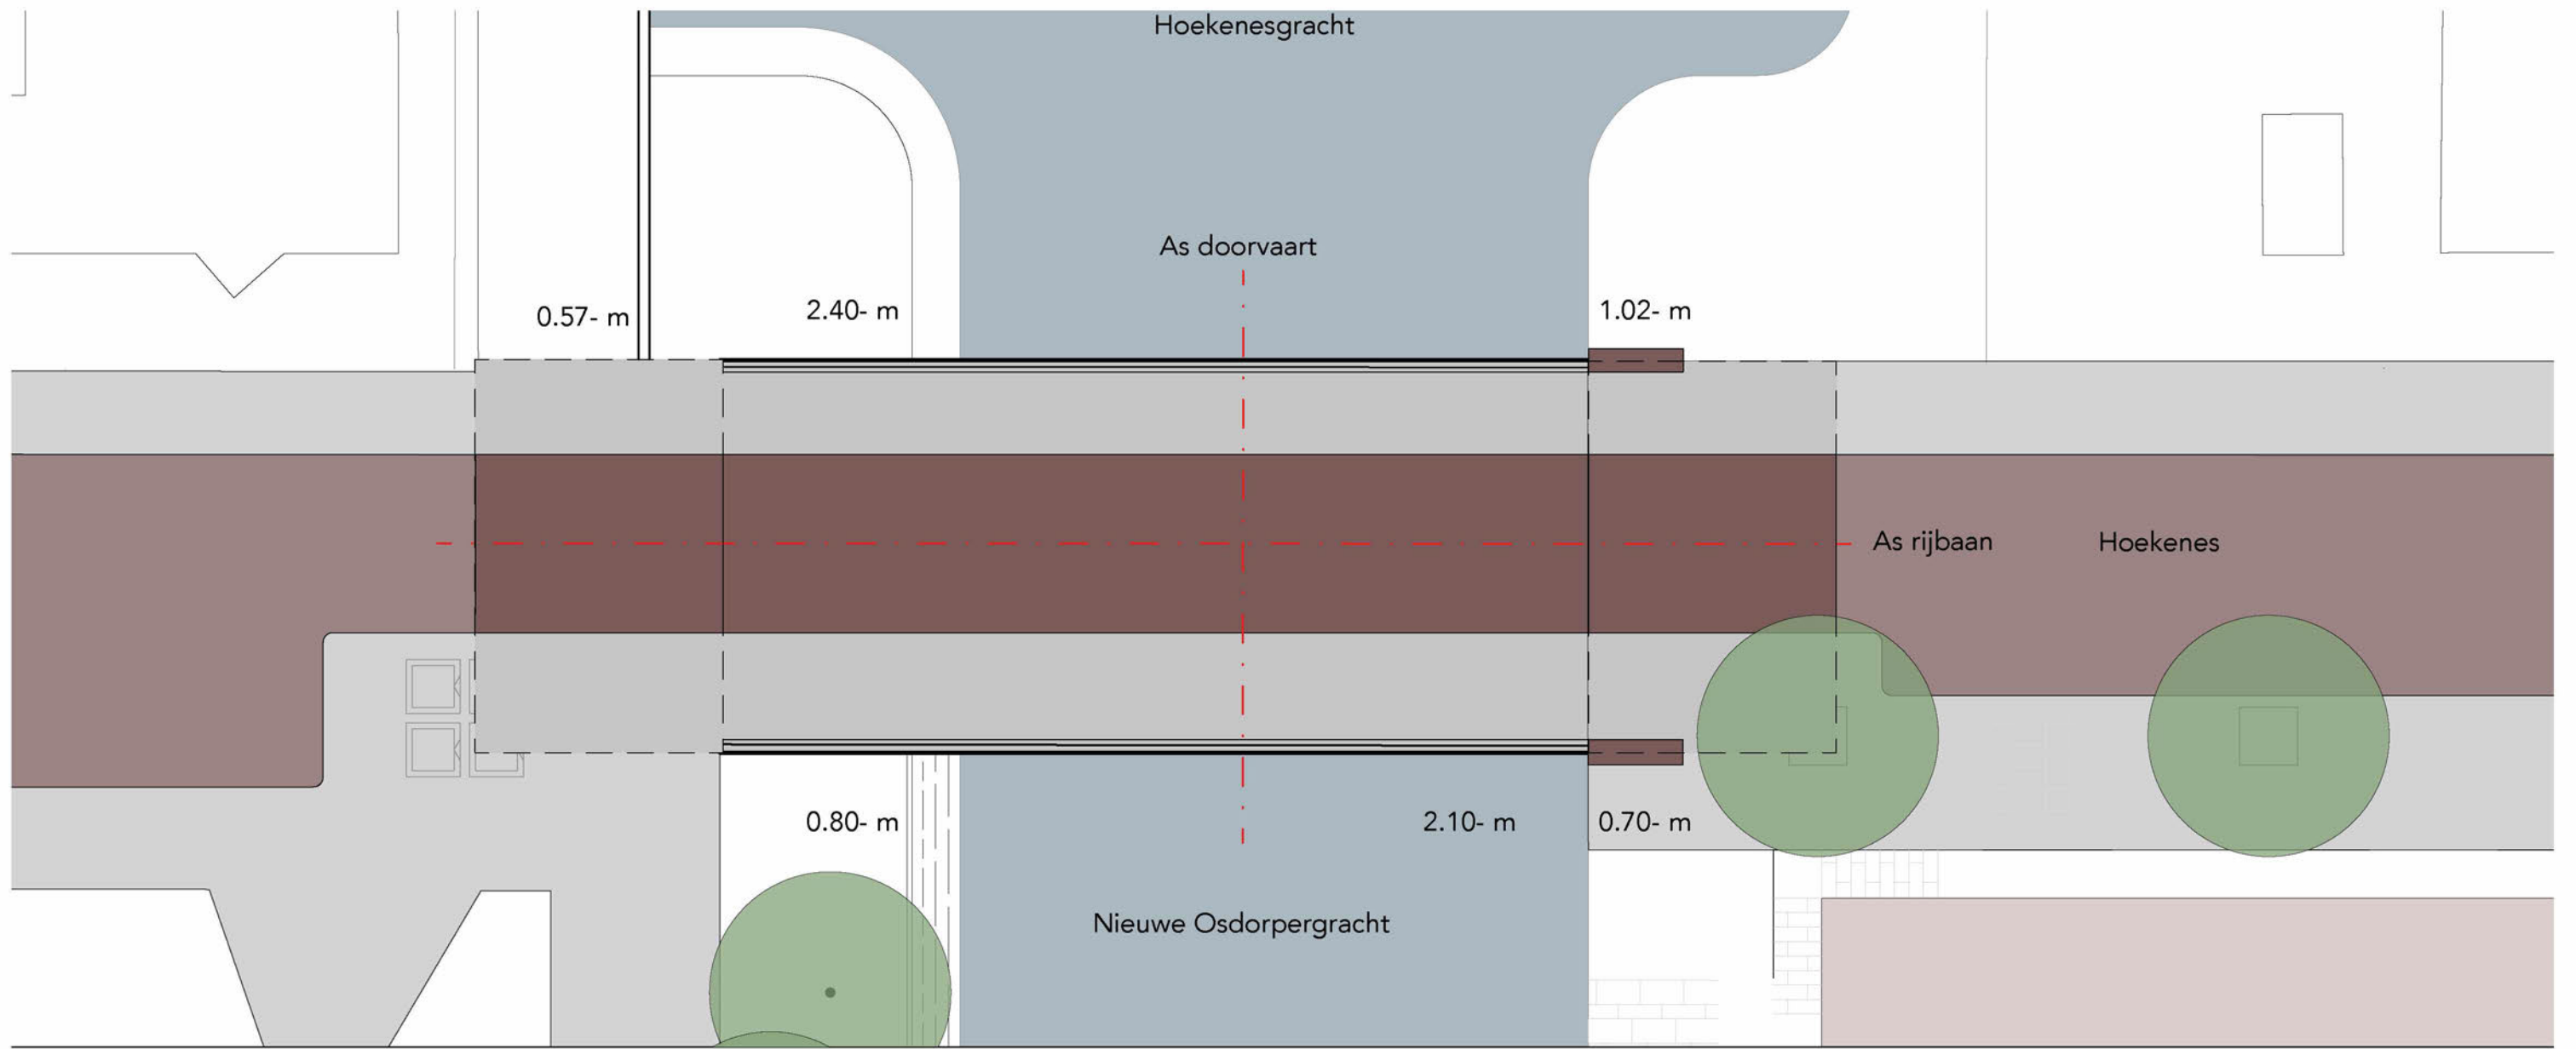 Hoekenesgracht
As doorvaart
0.57- m
2.40- m
1.02- m
As rijbaan
Hoekenes
0.80- m
2.10- m
0.70- m
Nieuwe Osdorpergracht